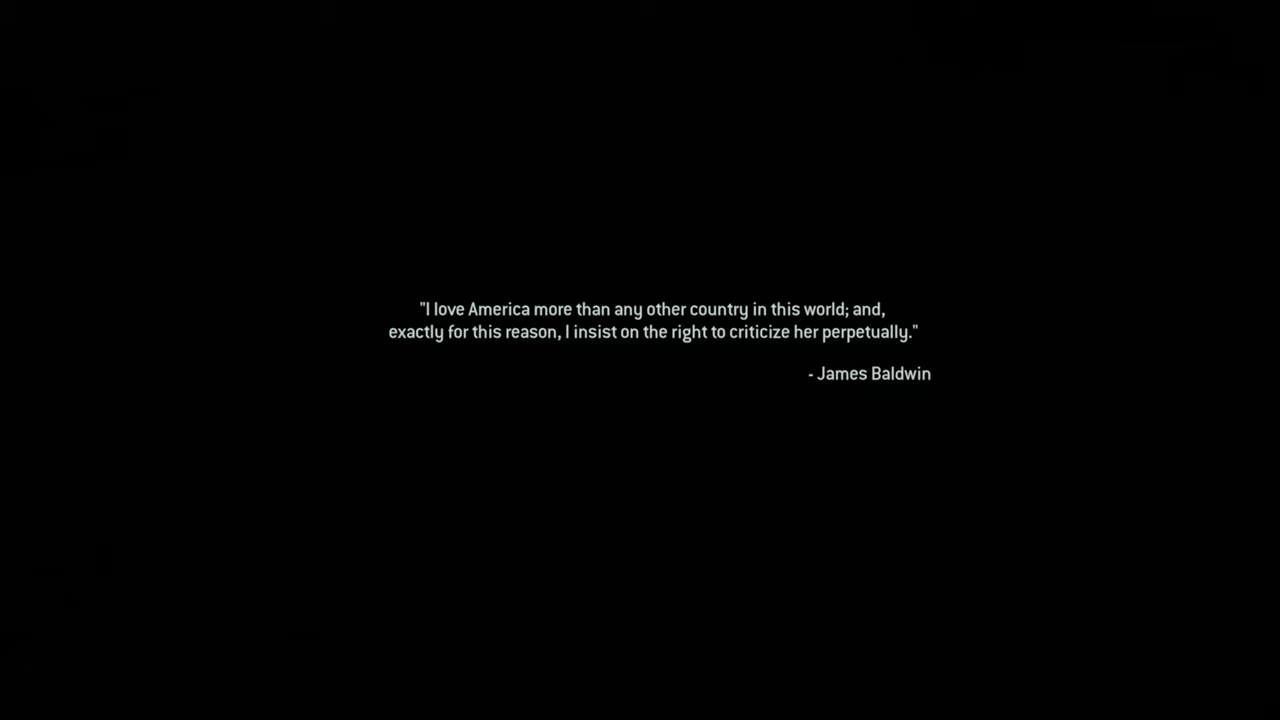 "I love America more than any other country in this world; and,
exactly for this reason, I insist on the right to criticize her perpetually."
- James Baldwin